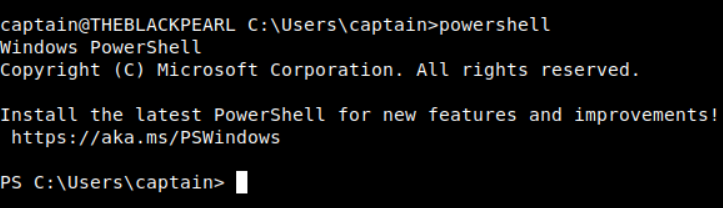 captain@THEBLACKPEARL C:\Users\captain>powershell
Windows PowerShell
Copyright (C) Microsoft Corporation. All rights reserved.
Install the latest PowerShell for new features and improvements!
https://aka.ms/PSWindows
PS C:\Users\captain>